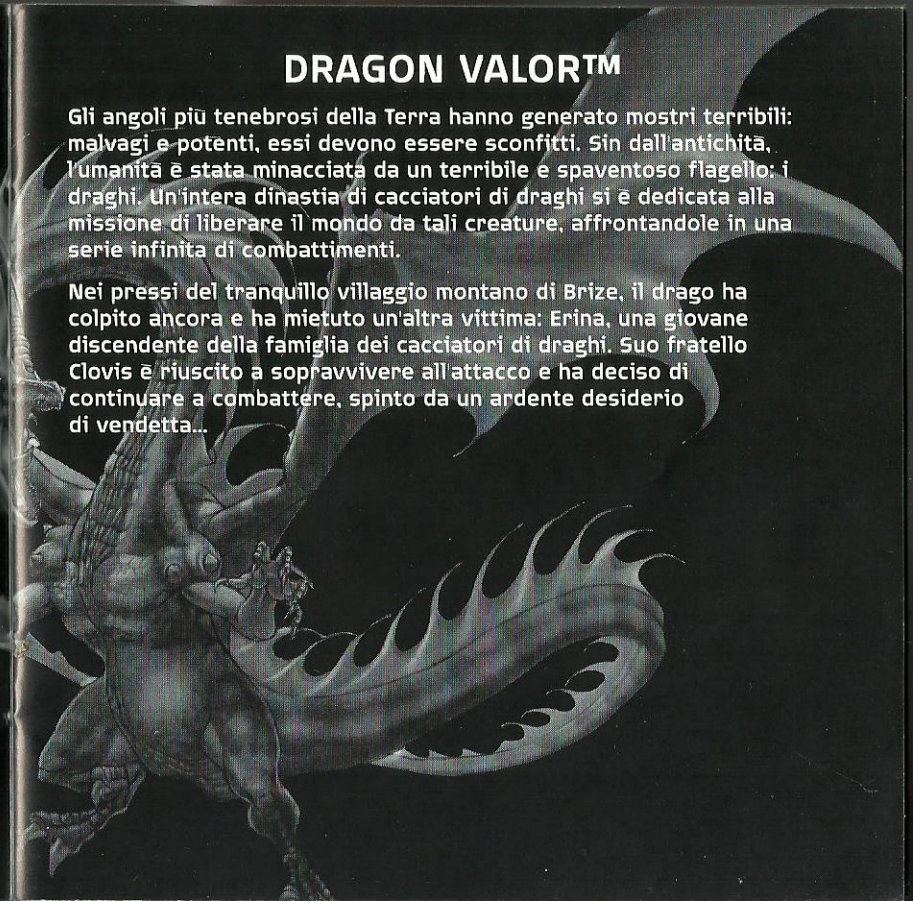 DRAGON VALOR™
Gli angoli più tenebrosi della Terra hanno generato mostri terribili:
malvagi e potenti, essi devono essere sconfitti. Sin dall'antichità,
l'umanità è stata minacciata da un terribile e spaventoso flagello: i
draghi. Un'intera dinastia di cacciatori di draghi si è dedicata alla
missione di liberare il mondo da tali creature, affrontandole in una
serie infinita di combattimenti.
Nei pressi del tranquillo villaggio montano di Brize, il drago ha
colpito ancora e ha mietuto un'altra vittima: Erina, una giovane
discendente della famiglia dei cacciatori di draghi. Suo fratello
Clovis è riuscito a sopravvivere all'attacco e ha deciso di
continuare a combattere, spinto da un ardente desiderio
di vendetta...